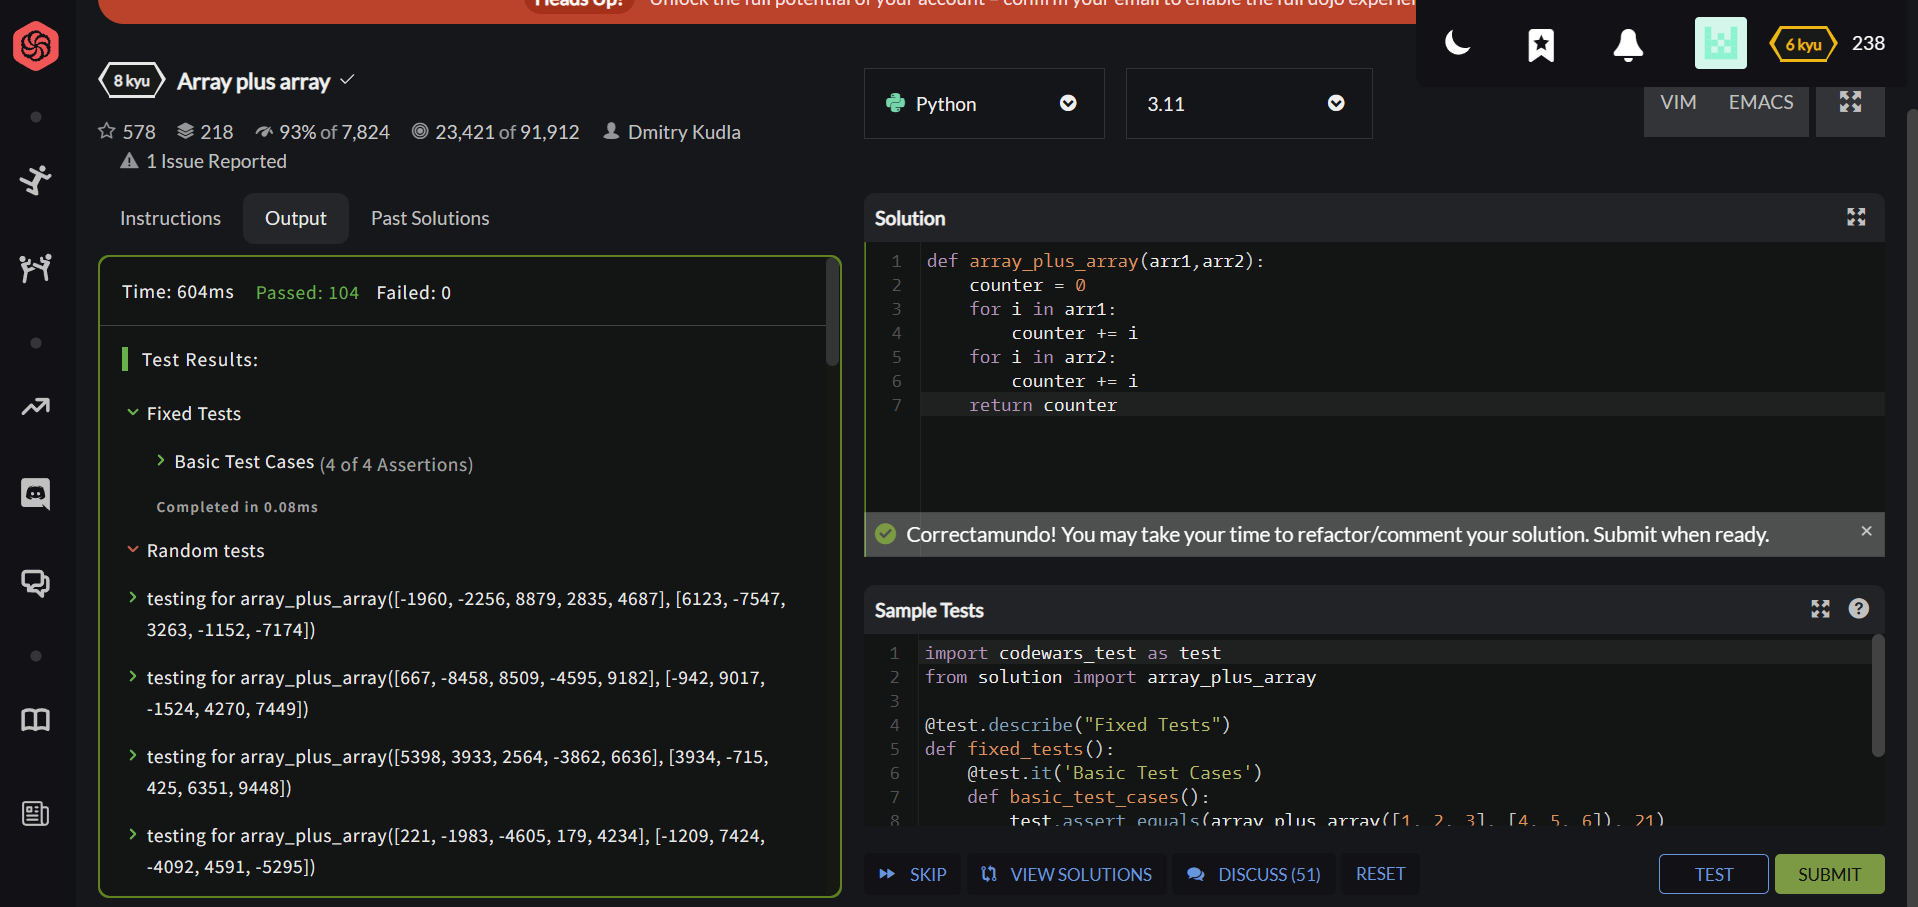 Heads Up! Unlock the full potential of your account – confirm your email to enable the full dojo experien
6 kyu 238
8 kyu Array plus array
578 218 93% of 7,824 23,421 of 91,912 Dmitry Kudla
1 Issue Reported
Python
3.11
VIM EMACS
Instructions Output Past Solutions
Time: 604ms Passed: 104 Failed: 0
Test Results:
Fixed Tests
Basic Test Cases (4 of 4 Assertions)
Completed in 0.08ms
Random tests
testing for array_plus_array([-1960, -2256, 8879, 2835, 4687], [6123, -7547,
3263, -1152, -7174])
testing for array_plus_array([667, -8458, 8509, -4595, 9182], [-942, 9017,
-1524, 4270, 7449])
testing for array_plus_array([5398, 3933, 2564, -3862, 6636], [3934, -715,
425, 6351, 9448])
testing for array_plus_array([221, -1983, -4605, 179, 4234], [-1209, 7424,
-4092, 4591, -5295])
Solution
1 def array_plus_array(arr1,arr2):
2     counter = 0
3     for i in arr1:
4         counter += i
5     for i in arr2:
6         counter += i
7     return counter
Correctamundo! You may take your time to refactor/comment your solution. Submit when ready. ×
Sample Tests
1 import codewars_test as test
2 from solution import array_plus_array
3
4 @test.describe("Fixed Tests")
5 def fixed_tests():
6     @test.it('Basic Test Cases')
7     def basic_test_cases():
8         test.assert_equals(array_plus_array([1, 2, 3], [4, 5, 6]), 21)
SKIP VIEW SOLUTIONS DISCUSS (51) RESET TEST SUBMIT